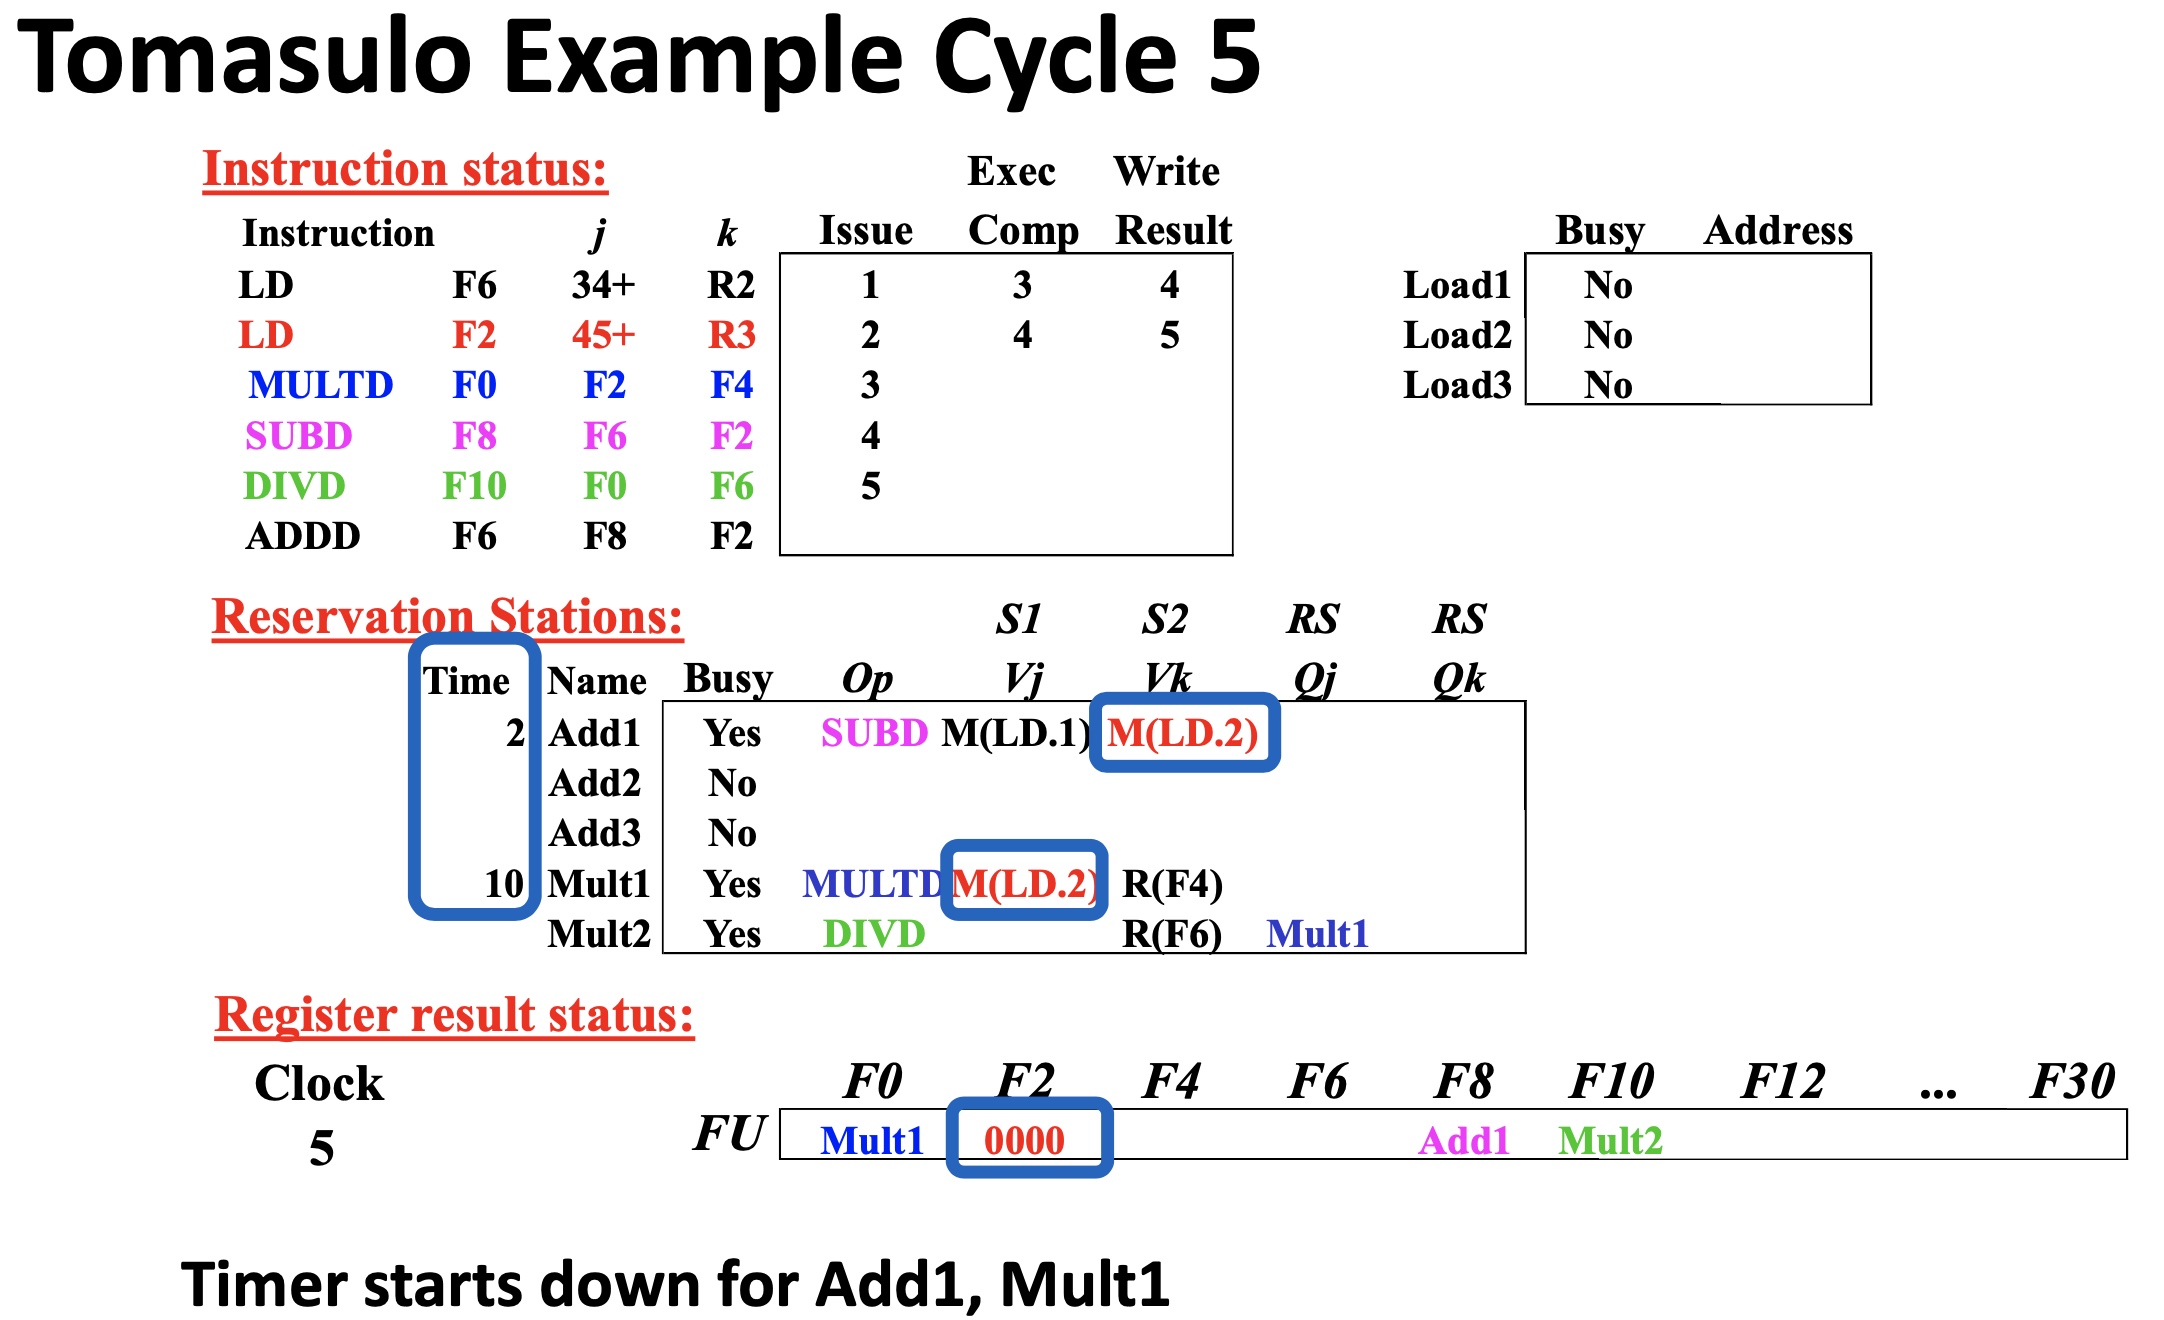 Tomasulo Example Cycle 5
Instruction status: Exec Write
Instruction j k Issue Comp Result Busy Address
LD F6 34+ R2 1 3 4 Load1 No
LD F2 45+ R3 2 4 5 Load2 No
MULTD F0 F2 F4 3 Load3 No
SUBD F8 F6 F2 4
DIVD F10 F0 F6 5
ADDD F6 F8 F2
Reservation Stations: S1 S2 RS RS
Time Name Busy Op Vj Vk Qj Qk
2 Add1 Yes SUBD M(LD.1) M(LD.2)
Add2 No
Add3 No
10 Mult1 Yes MULTD M(LD.2) R(F4)
Mult2 Yes DIVD R(F6) Mult1
Register result status:
Clock F0 F2 F4 F6 F8 F10 F12 ... F30
5 FU Mult1 0000 Add1 Mult2
Timer starts down for Add1, Mult1